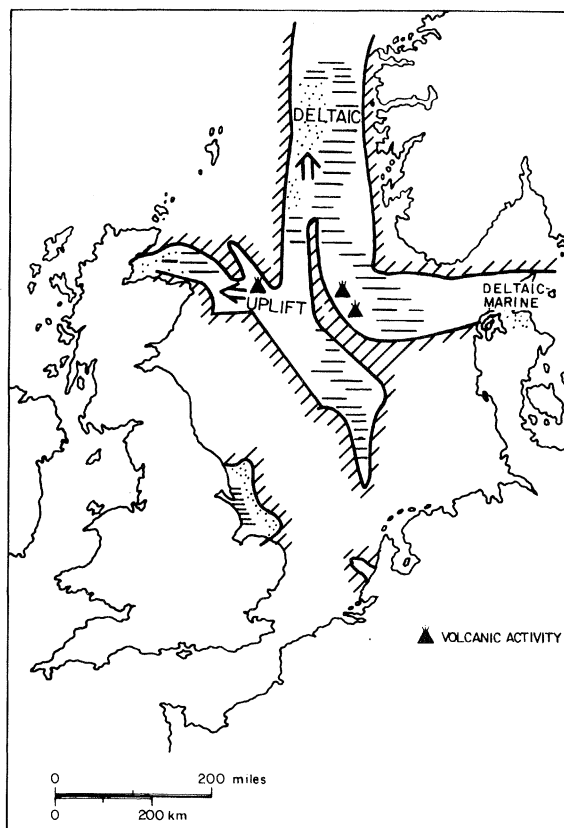 DELTAIC
UPLIFT
DELTAIC-
MARINE
VOLCANIC ACTIVITY
0 200 miles
0 200 km